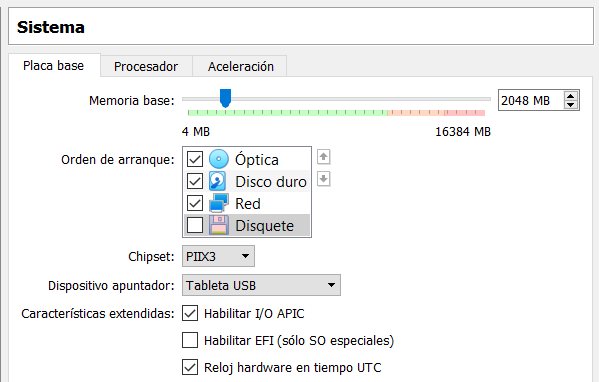 Sistema
Placa base Procesador Aceleración
Memoria base: 2048 MB
4 MB 16384 MB
Orden de arranque: Óptica
Disco duro
Red
Disquete
Chipset: PIIX3
Dispositivo apuntador: Tableta USB
Características extendidas: Habilitar I/O APIC
Habilitar EFI (sólo SO especiales)
Reloj hardware en tiempo UTC